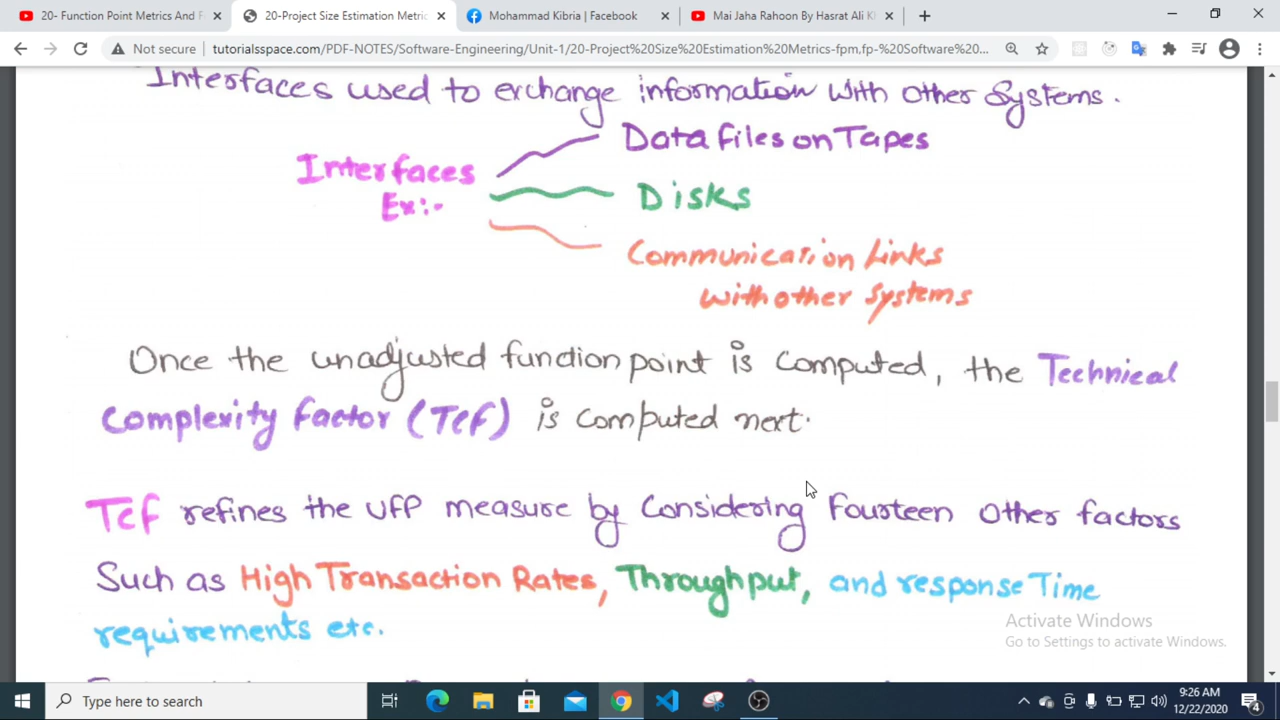 20- Function Point Metrics And F
20-Project Size Estimation Metric
Mohammad Kibria | Facebook
Mai Jaha Rahoon By Hasrat Ali K
Not secure | tutorialsspace.com/PDF-NOTES/Software-Engineering/Unit-1/20-Project%20Size%20Estimation%20Metrics-fpm,fp-%20Software%20...
Interfaces used to exchange information with other Systems.
Data files on Tapes
Interfaces
Ex:-
Disks
Communication Links
with other Systems
Once the unadjusted function point is computed, the Technical
Complexity factor (Tcf) is computed next.
Tcf refines the UFP measure by Considering Fourteen Other factors
Such as High Transaction Rates, Throughput, and response Time
requirements etc.
Activate Windows
Go to Settings to activate Windows.
Type here to search
9:26 AM
12/22/2020
4